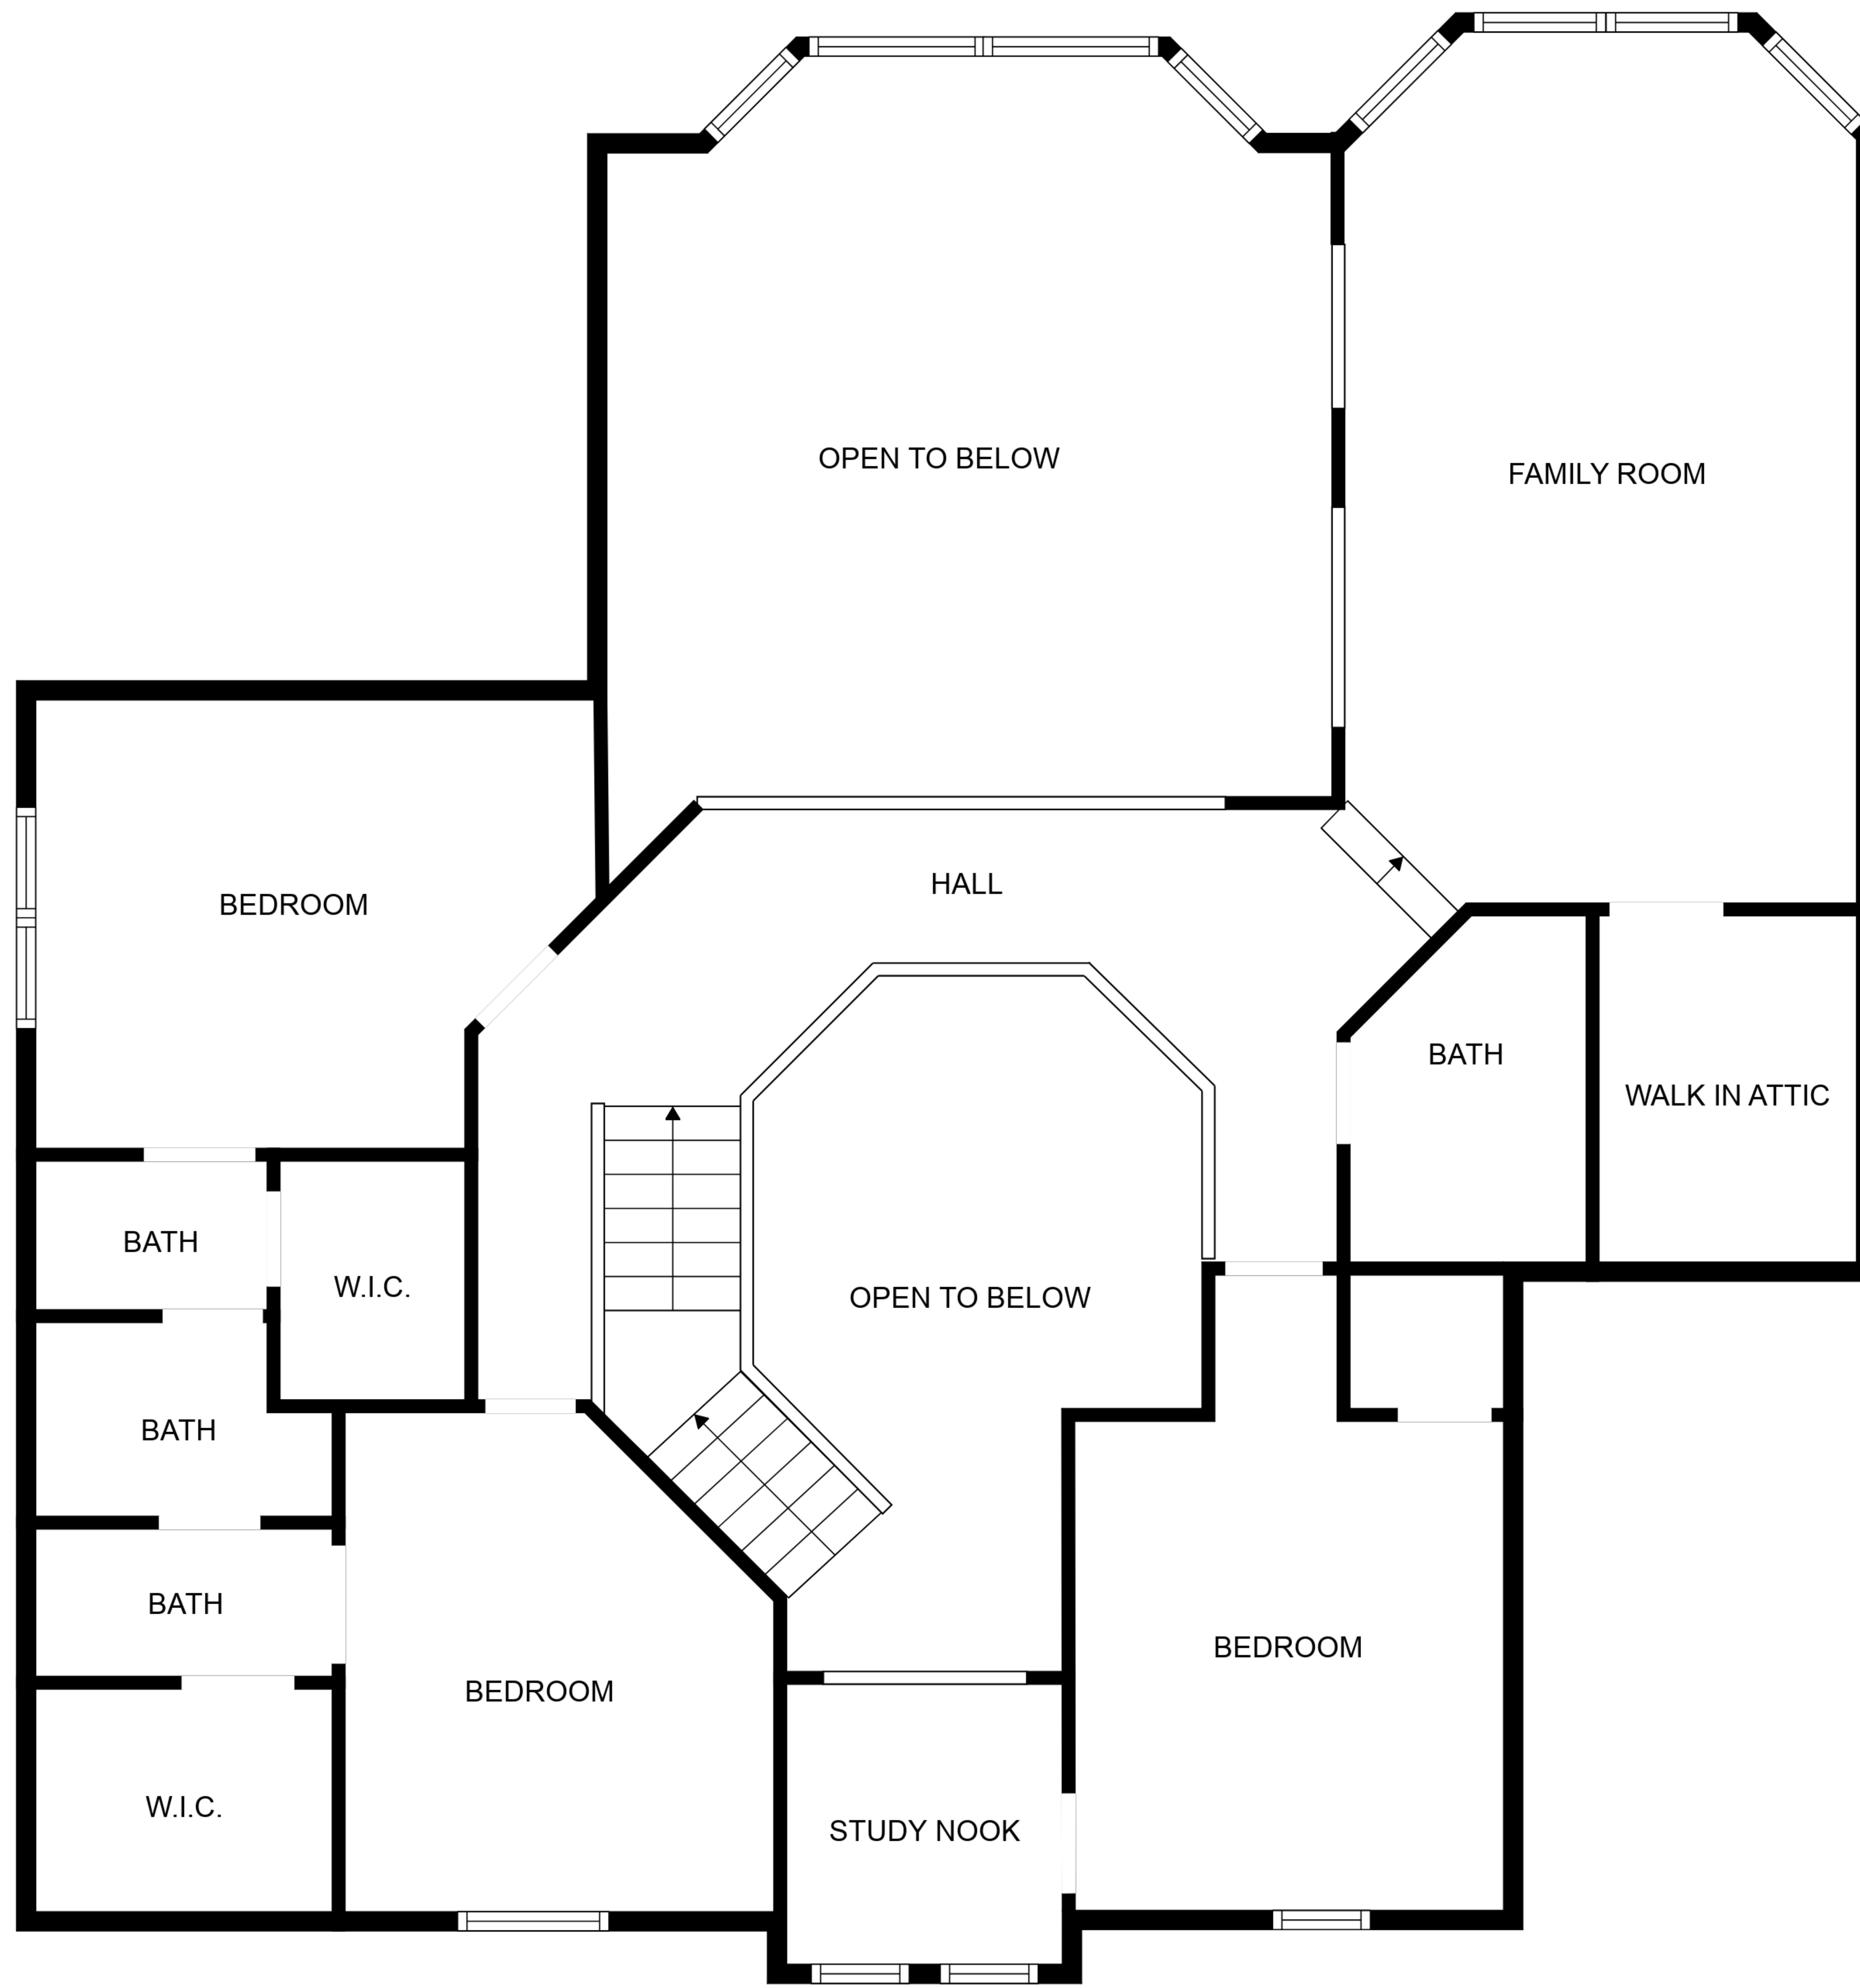 OPEN TO BELOW
FAMILY ROOM
HALL
BEDROOM
BATH
WALK IN ATTIC
BATH
W.I.C.
OPEN TO BELOW
BATH
BATH
BEDROOM
BEDROOM
W.I.C.
STUDY NOOK